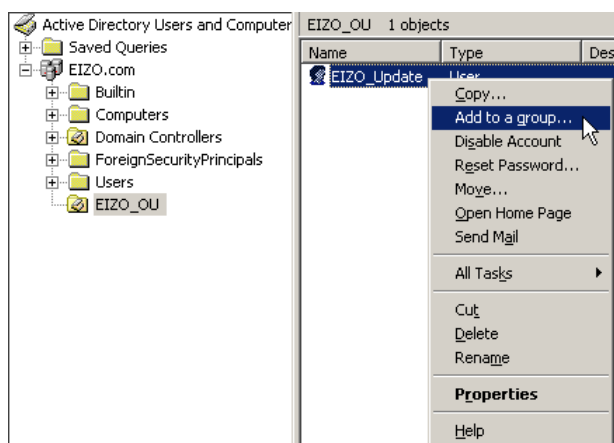 Active Directory Users and Computer
Saved Queries
EIZO.com
Builtin
Computers
Domain Controllers
ForeignSecurityPrincipals
Users
EIZO_OU
EIZO_OU 1 objects
Name Type Des
EIZO_Update User
Copy...
Add to a group...
Disable Account
Reset Password...
Move...
Open Home Page
Send Mail
All Tasks
Cut
Delete
Rename
Properties
Help